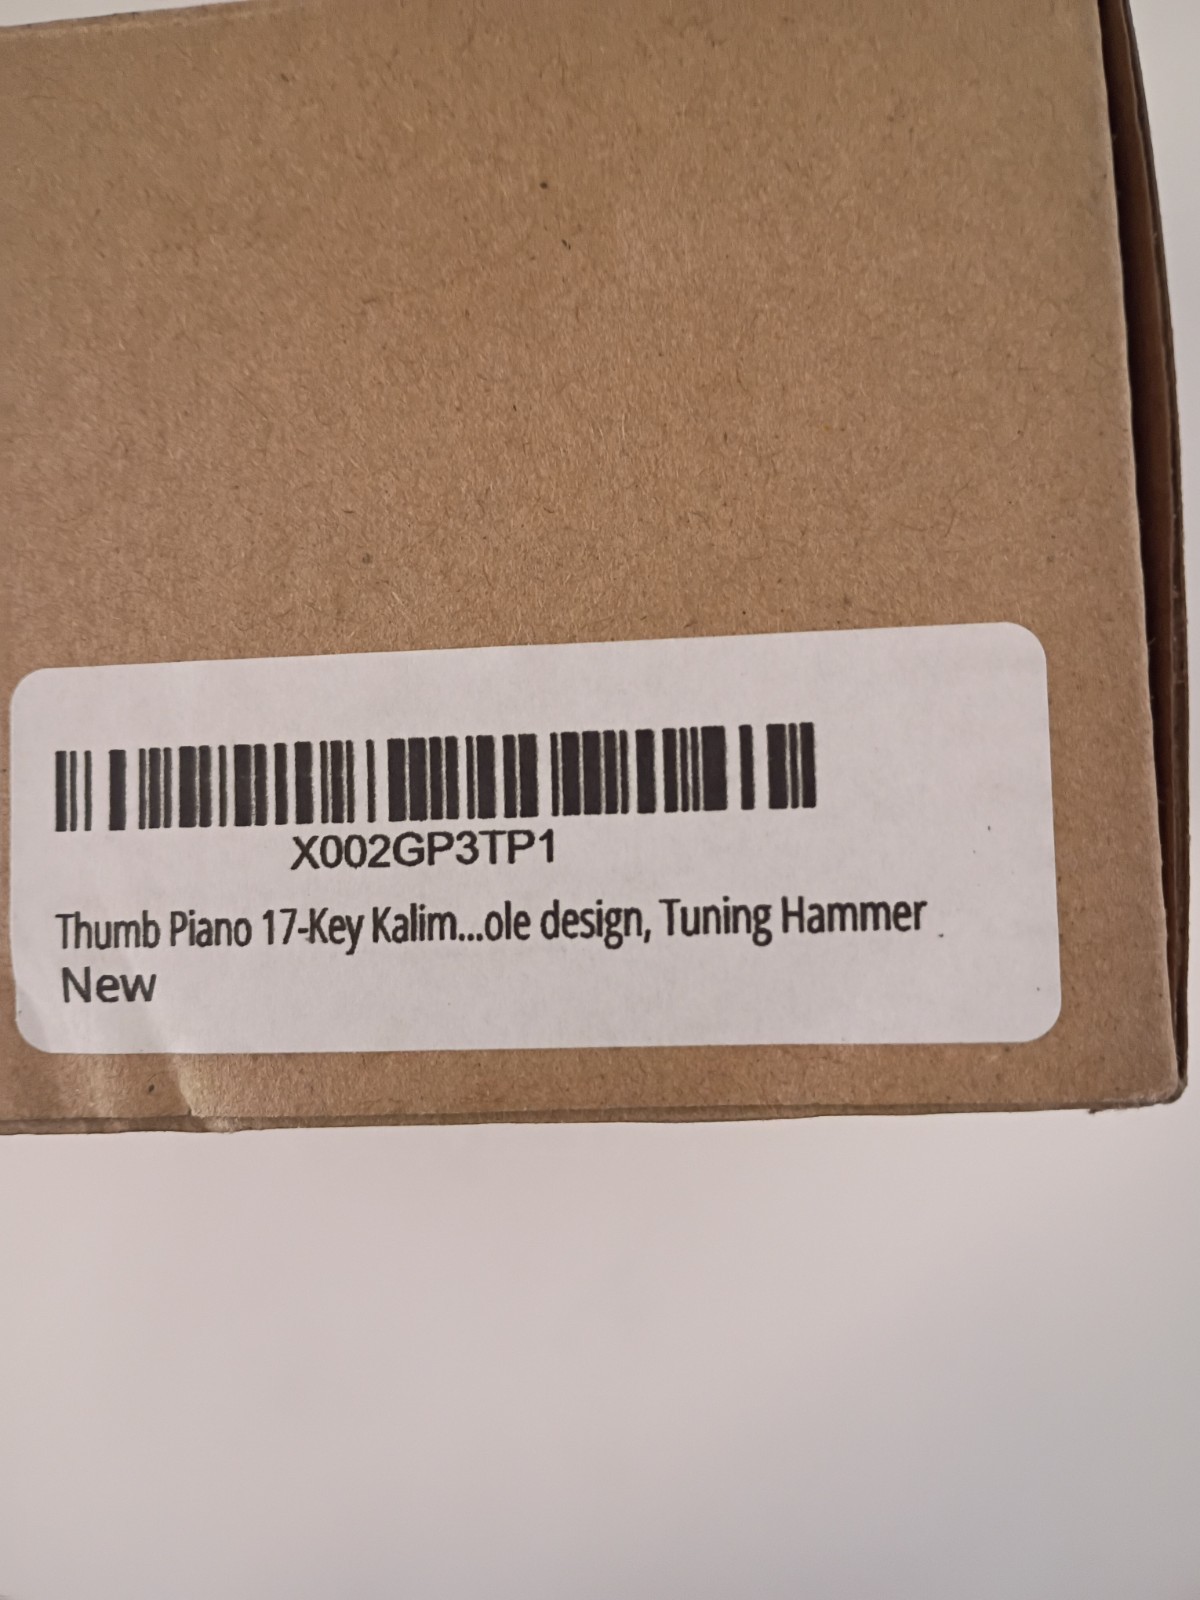 X002GP3TP1
Thumb Piano 17-Key Kalim...ole design, Tuning Hammer
New